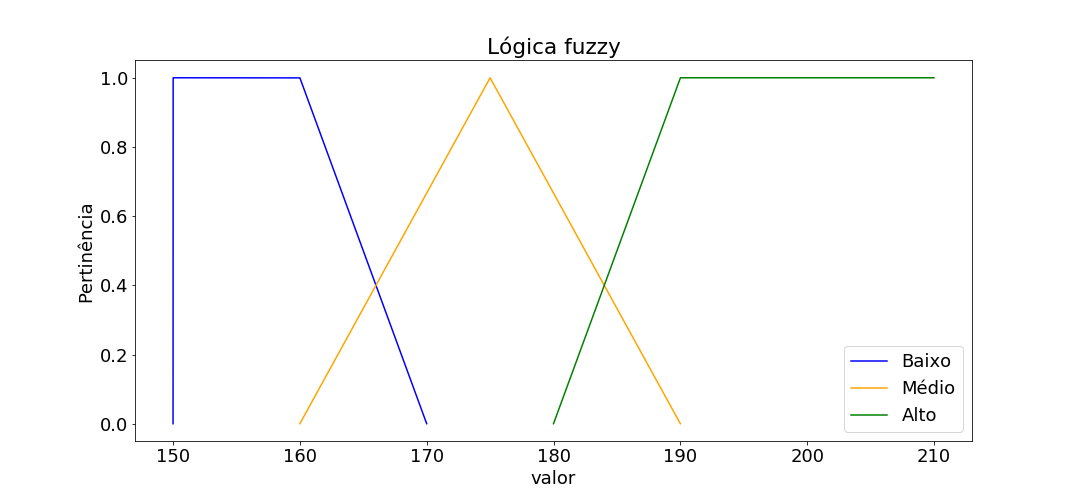 Lógica fuzzy
Pertinência
1.0
0.8
0.6
0.4
0.2
0.0
150 160 170 180 190 200 210
valor
Baixo
Médio
Alto